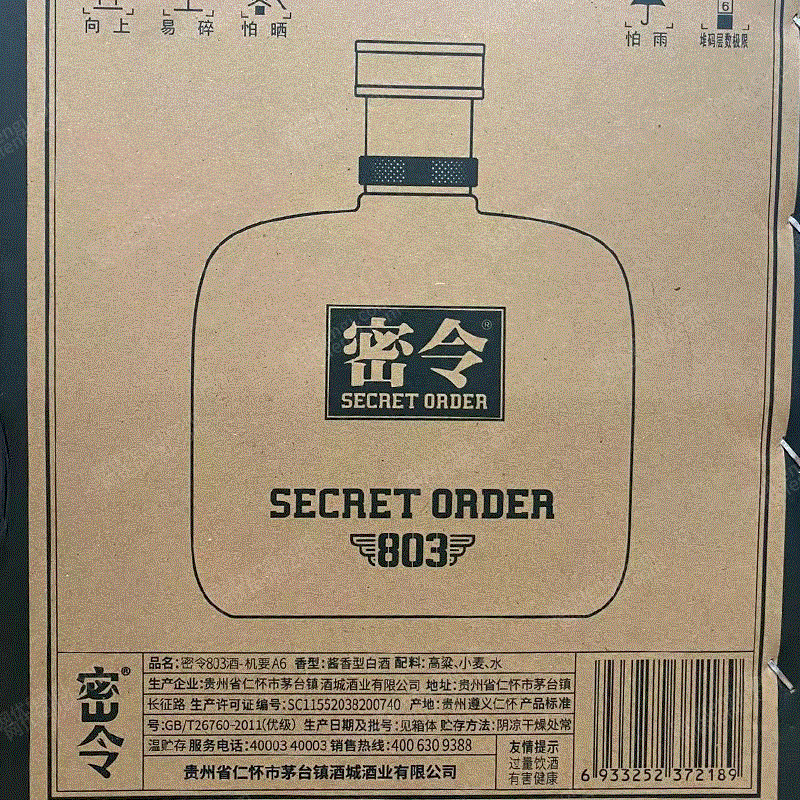 向上 易碎 怕晒 怕雨 堆码层数极限
6
密令®
SECRET ORDER
SECRET ORDER
803
密令®
品名:密令803酒-机要A6 香型:酱香型白酒 配料:高粱、小麦、水
生产企业:贵州省仁怀市茅台镇酒城酒业有限公司 地址:贵州省仁怀市茅台镇
长征路 生产许可证编号:SC11552038200740 产地:贵州遵义仁怀 产品标准
号:GB/T26760-2011(优级) 生产日期及批号:见箱体 贮存方法:阴凉干燥处常
温贮存 服务电话:40003 40003 销售热线:400 630 9388
贵州省仁怀市茅台镇酒城酒业有限公司
友情提示
过量饮酒
有害健康
6 933252 372189